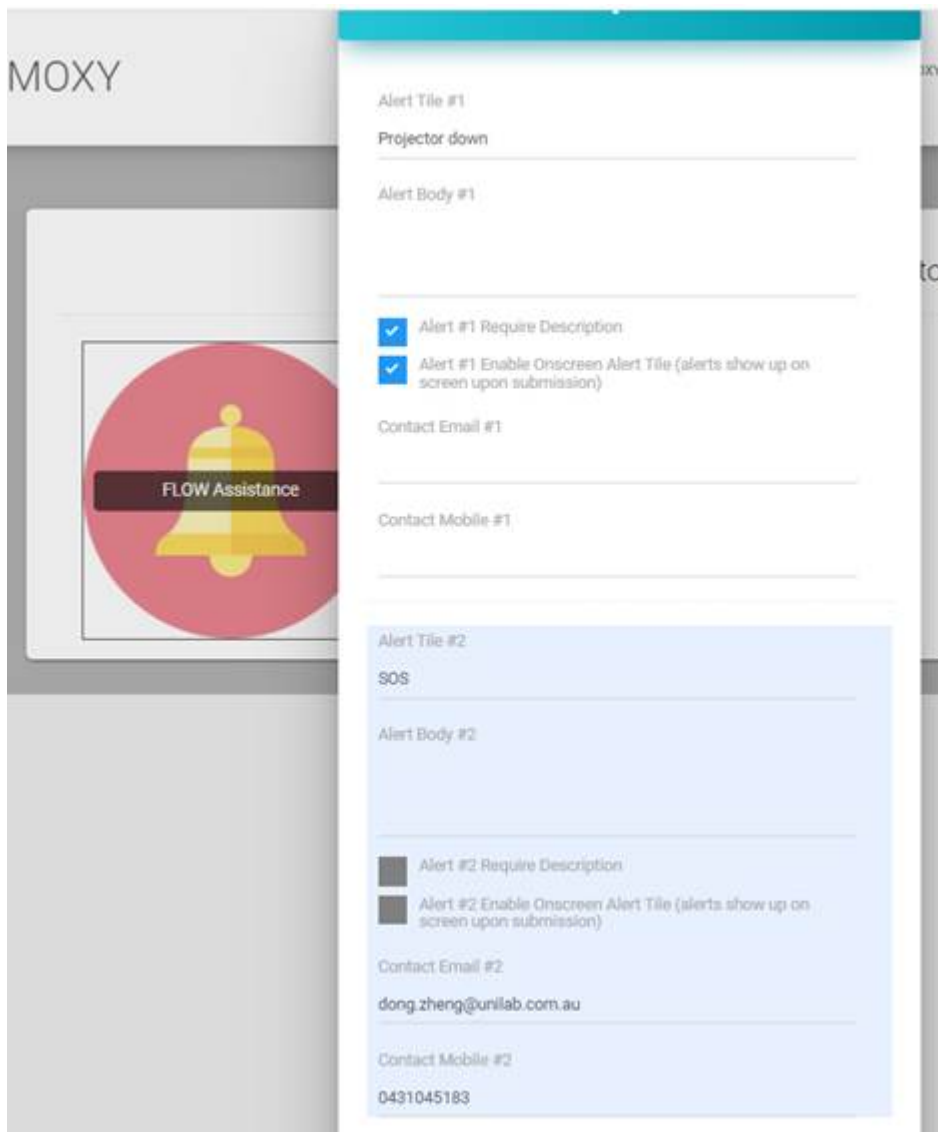 MOXY
Alert Tile #1
Projector down
Alert Body #1
Alert #1 Require Description
Alert #1 Enable Onscreen Alert Tile (alerts show up on
screen upon submission)
Contact Email #1
Contact Mobile #1
FLOW Assistance
Alert Tile #2
SOS
Alert Body #2
Alert #2 Require Description
Alert #2 Enable Onscreen Alert Tile (alerts show up on
screen upon submission)
Contact Email #2
dong.zheng@unilab.com.au
Contact Mobile #2
0431045183